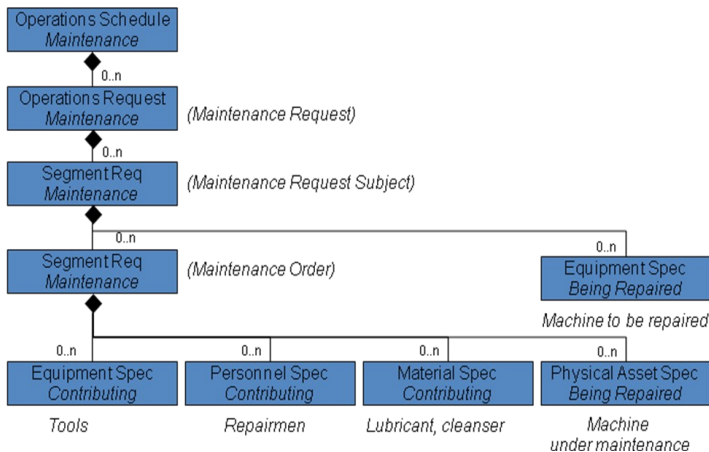 Operations Schedule
Maintenance
0..n
Operations Request
Maintenance
(Maintenance Request)
0..n
Segment Req
Maintenance
(Maintenance Request Subject)
0..n
0..n
Segment Req
Maintenance
(Maintenance Order)
Equipment Spec
Being Repaired
Machine to be repaired
0..n
0..n
0..n
0..n
Equipment Spec
Contributing
Personnel Spec
Contributing
Material Spec
Contributing
Physical Asset Spec
Being Repaired
Tools
Repairmen
Lubricant, cleanser
Machine
under maintenance